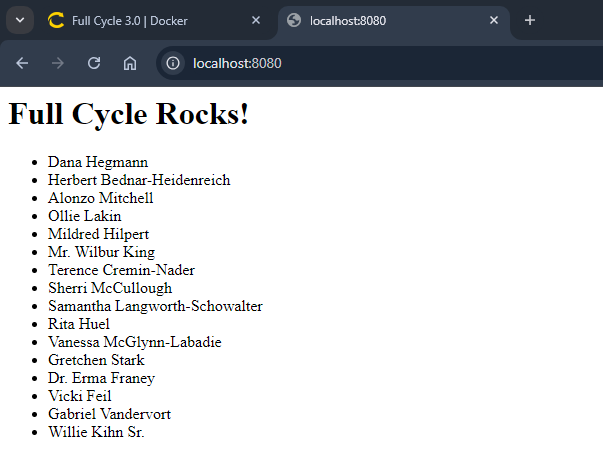 Full Cycle 3.0 | Docker
localhost:8080
localhost:8080
Full Cycle Rocks!
Dana Hegmann
Herbert Bednar-Heidenreich
Alonzo Mitchell
Ollie Lakin
Mildred Hilpert
Mr. Wilbur King
Terence Cremin-Nader
Sherri McCullough
Samantha Langworth-Schowalter
Rita Huel
Vanessa McGlynn-Labadie
Gretchen Stark
Dr. Erma Franey
Vicki Feil
Gabriel Vandervort
Willie Kihn Sr.